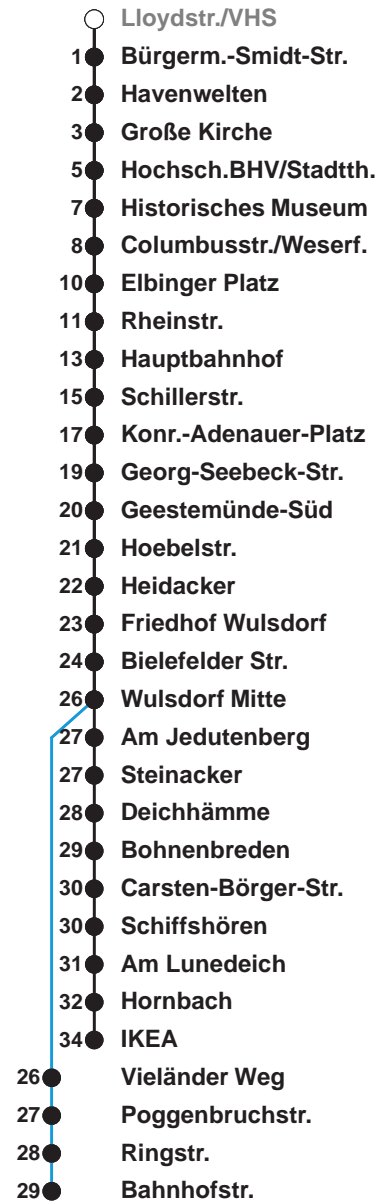 Lloydstr./VHS
1 Bürgerm.-Smidt-Str.
2 Havenwelten
3 Große Kirche
5 Hochsch.BHV/Stadtth.
7 Historisches Museum
8 Columbusstr./Weserf.
10 Elbinger Platz
11 Rheinstr.
13 Hauptbahnhof
15 Schillerstr.
17 Konr.-Adenauer-Platz
19 Georg-Seebeck-Str.
20 Geestemünde-Süd
21 Hoebelstr.
22 Heidacker
23 Friedhof Wulsdorf
24 Bielefelder Str.
26 Wulsdorf Mitte
27 Am Jedutenberg
27 Steinacker
28 Deichhämme
29 Bohnenbreden
30 Carsten-Börger-Str.
30 Schiffshören
31 Am Lunedeich
32 Hornbach
34 IKEA
26 Vieländer Weg
27 Poggenbruchstr.
28 Ringstr.
29 Bahnhofstr.